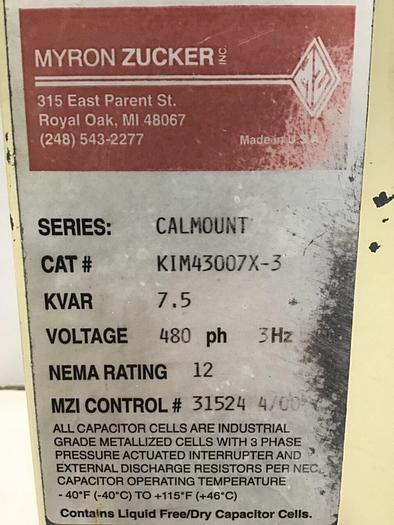 MYRON ZUCKER INC.
MZI
315 East Parent St.
Royal Oak, MI 48067
(248) 543-2277
Made in U.S.A.
SERIES: CALMOUNT
CAT # KIM43007X-3
KVAR 7.5
VOLTAGE 480 ph 3Hz
NEMA RATING 12
MZI CONTROL # 31524 4/00
ALL CAPACITOR CELLS ARE INDUSTRIAL
GRADE METALLIZED CELLS WITH 3 PHASE
PRESSURE ACTUATED INTERRUPTER AND
EXTERNAL DISCHARGE RESISTORS PER NEC.
CAPACITOR OPERATING TEMPERATURE
- 40°F (-40°C) TO +115°F (+46°C)
Contains Liquid Free/Dry Capacitor Cells.